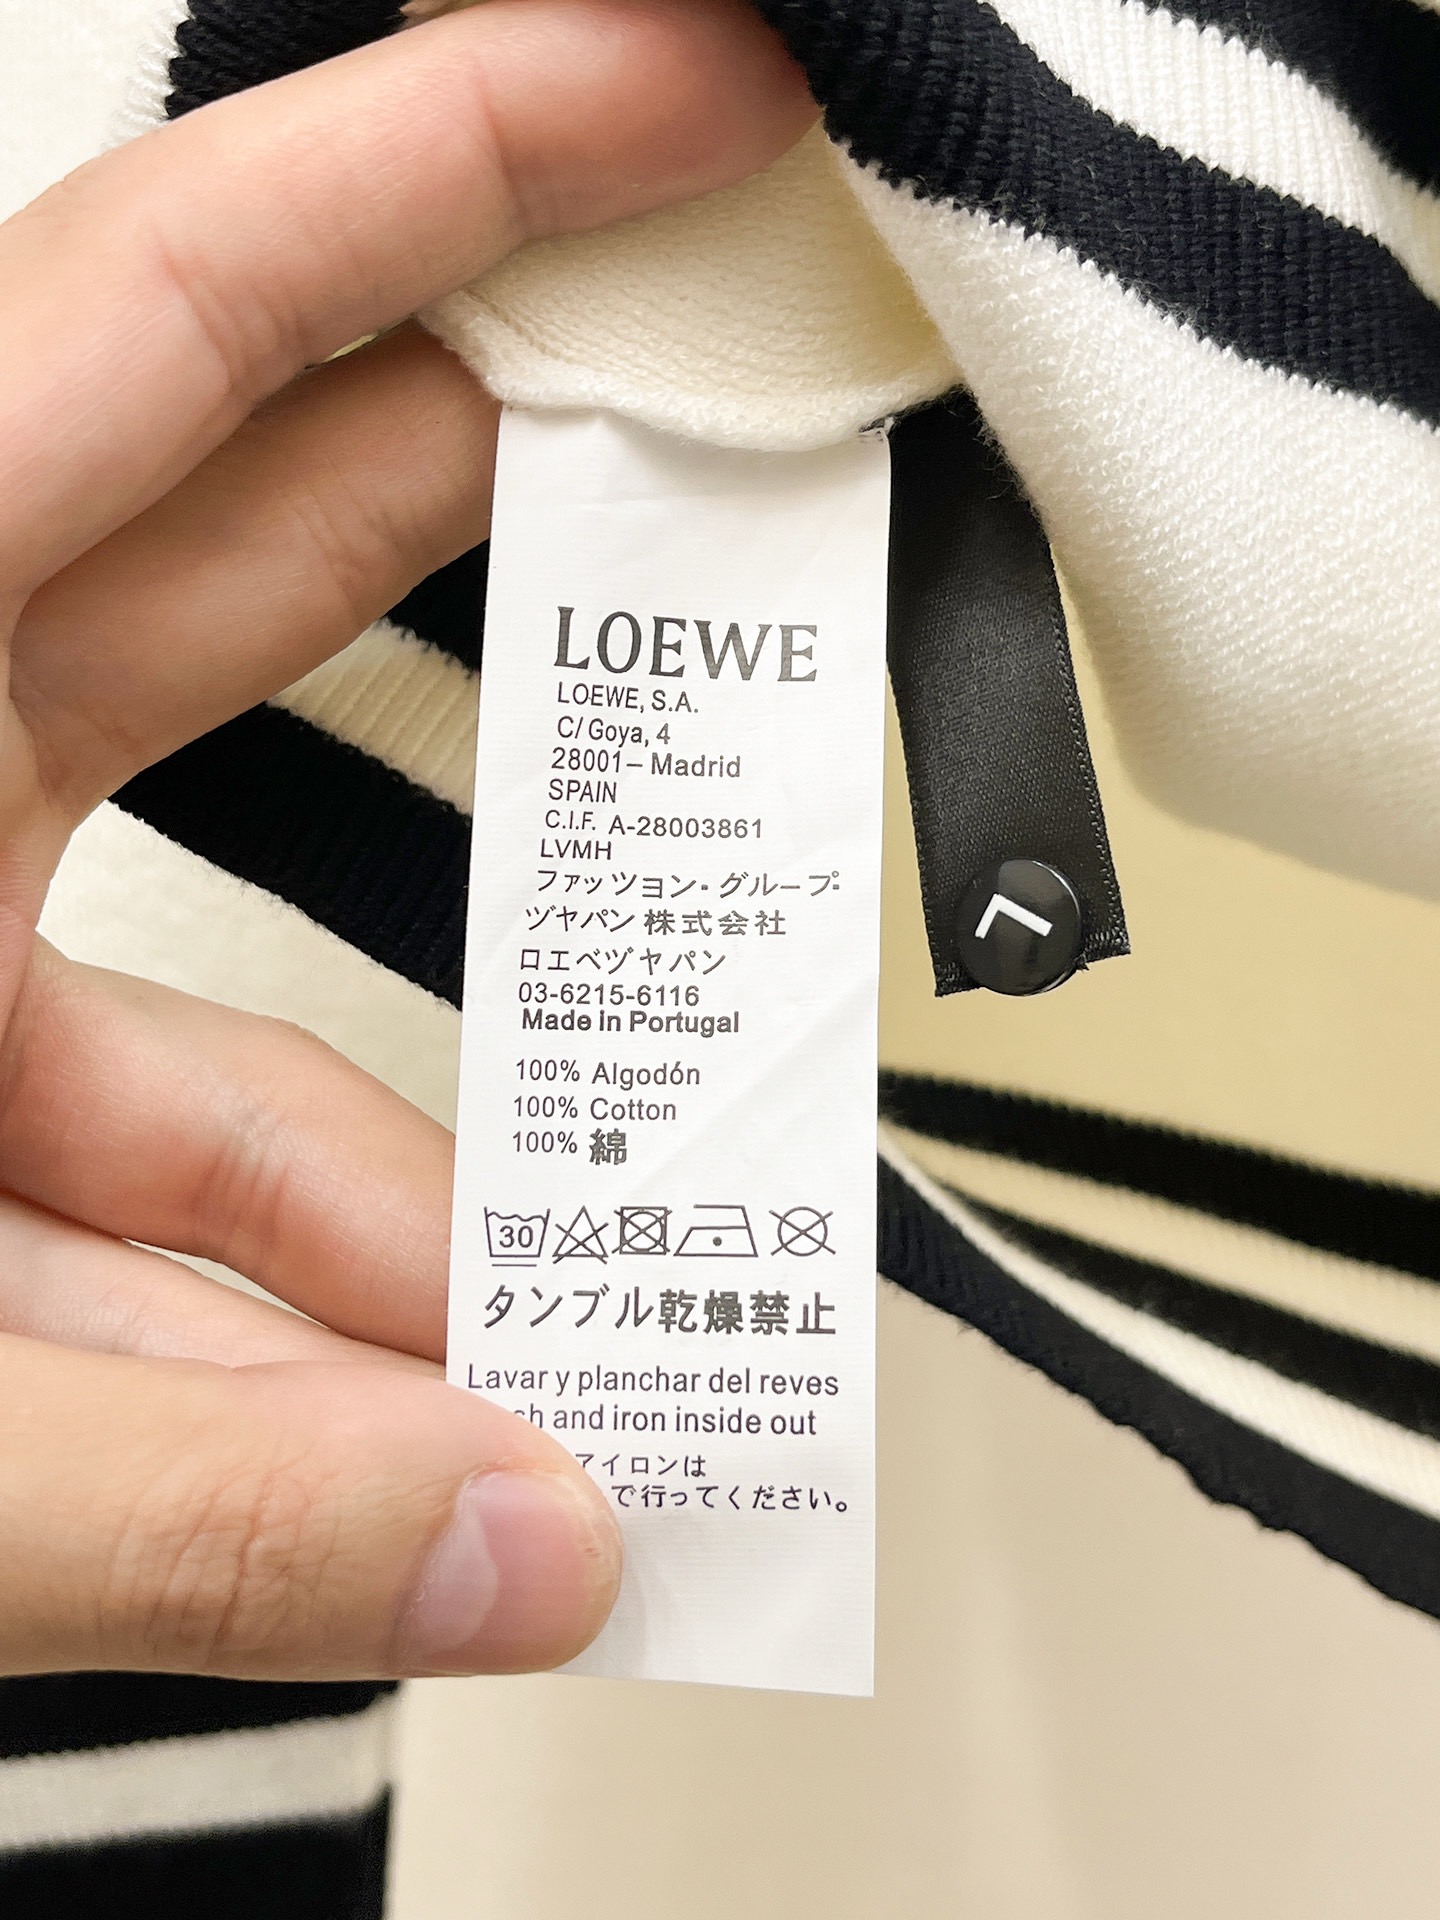 LOEWE
LOEWE, S.A.
C/ Goya, 4
28001– Madrid
SPAIN
C.I.F. A-28003861
LVMH
ファッツョン・グループ
ヅヤパン 株式会社
ロエベヅャパン
03-6215-6116
Made in Portugal
100% Algodón
100% Cotton
100% 綿
30
タンブル乾燥禁止
Lavar y planchar del reves
and iron inside out
アイロンは
で行ってください。
L